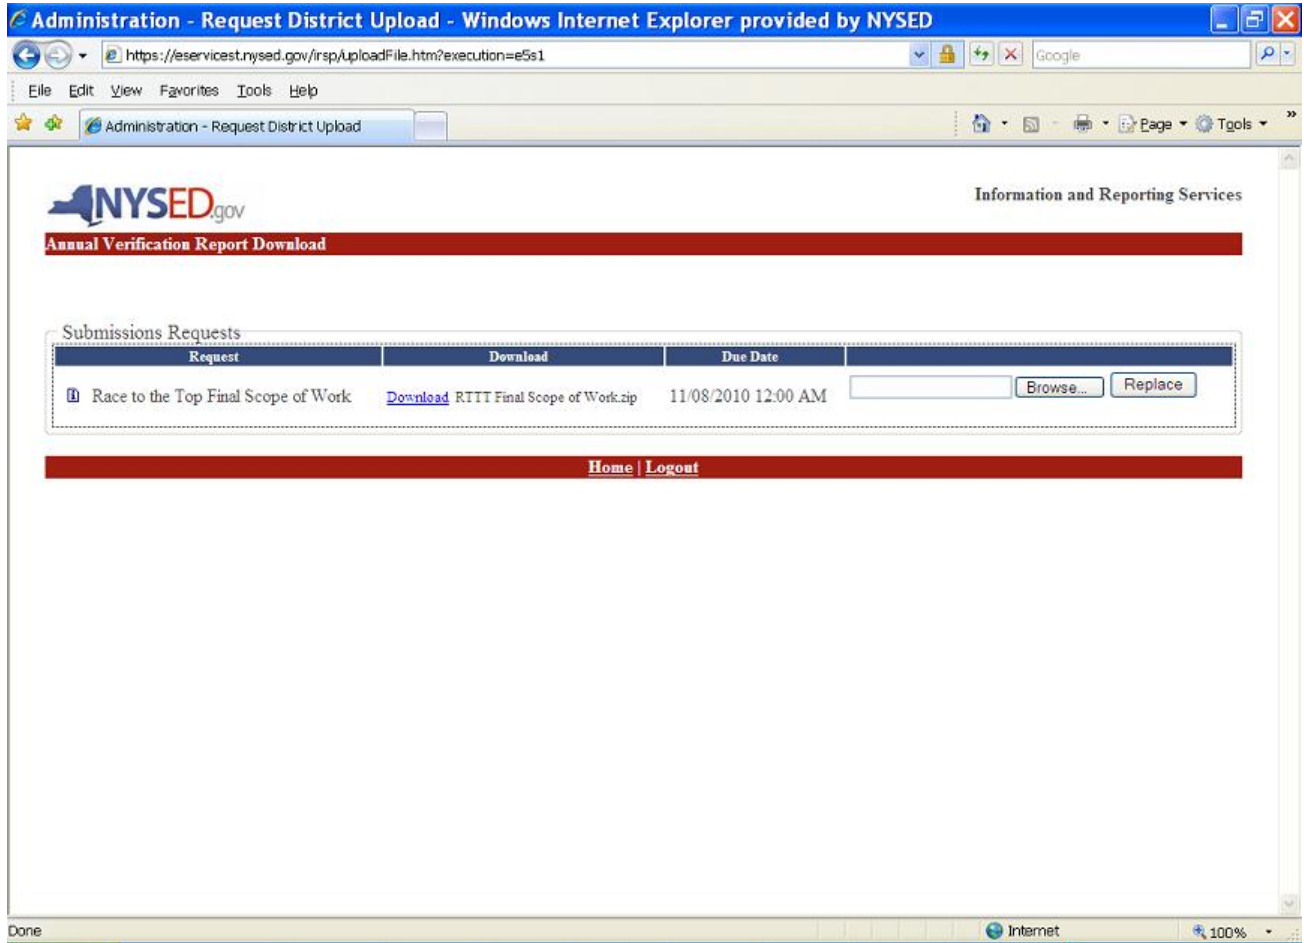 Administration - Request District Upload - Windows Internet Explorer provided by NYSED
https://eservicest.nysed.gov/irsp/uploadFile.htm?execution=e5s1 Google
File Edit View Favorites Tools Help
Administration - Request District Upload Page Tools »
NYSED.gov Information and Reporting Services
Annual Verification Report Download
Submissions Requests
Request Download Due Date
Race to the Top Final Scope of Work Download RTTT Final Scope of Work.zip 11/08/2010 12:00 AM Browse... Replace
Home | Logout
Done Internet 100%